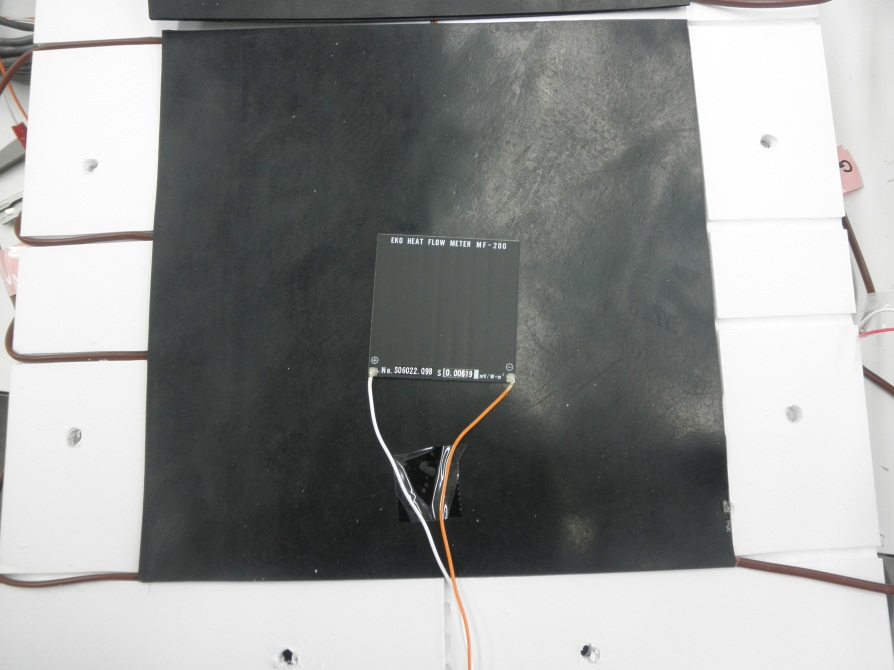 EKO HEAT FLOW METER MF-200
⊕ ⊖
No. S06022.098 S 0.00619 mV/W·m⁻²